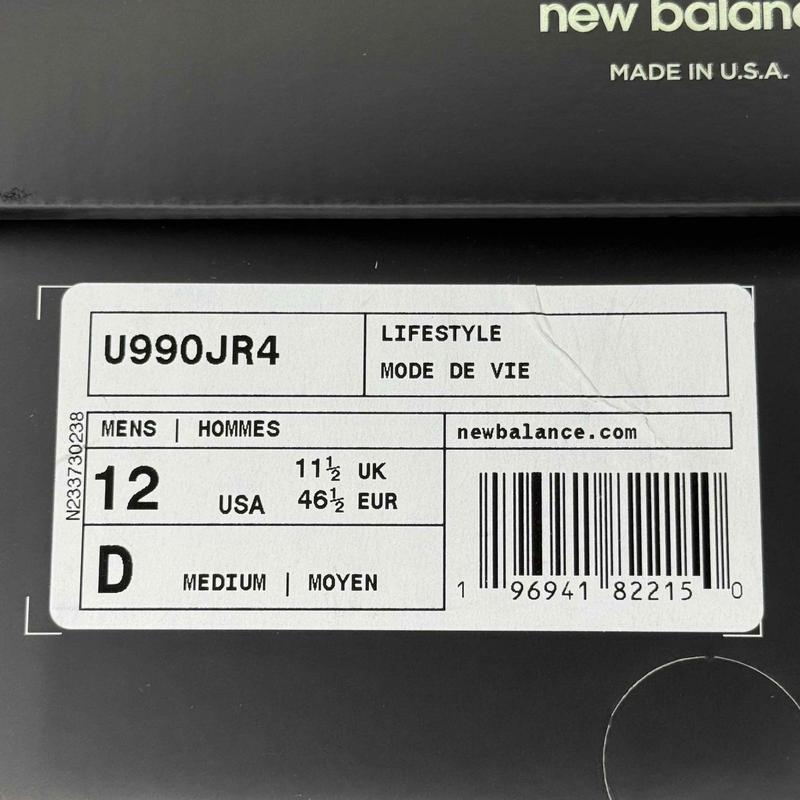 new balanc
MADE IN U.S.A.
U990JR4
LIFESTYLE
MODE DE VIE
N233730238
MENS | HOMMES
newbalance.com
12 USA
11½ UK
46½ EUR
D MEDIUM | MOYEN
1 96941 82215 0